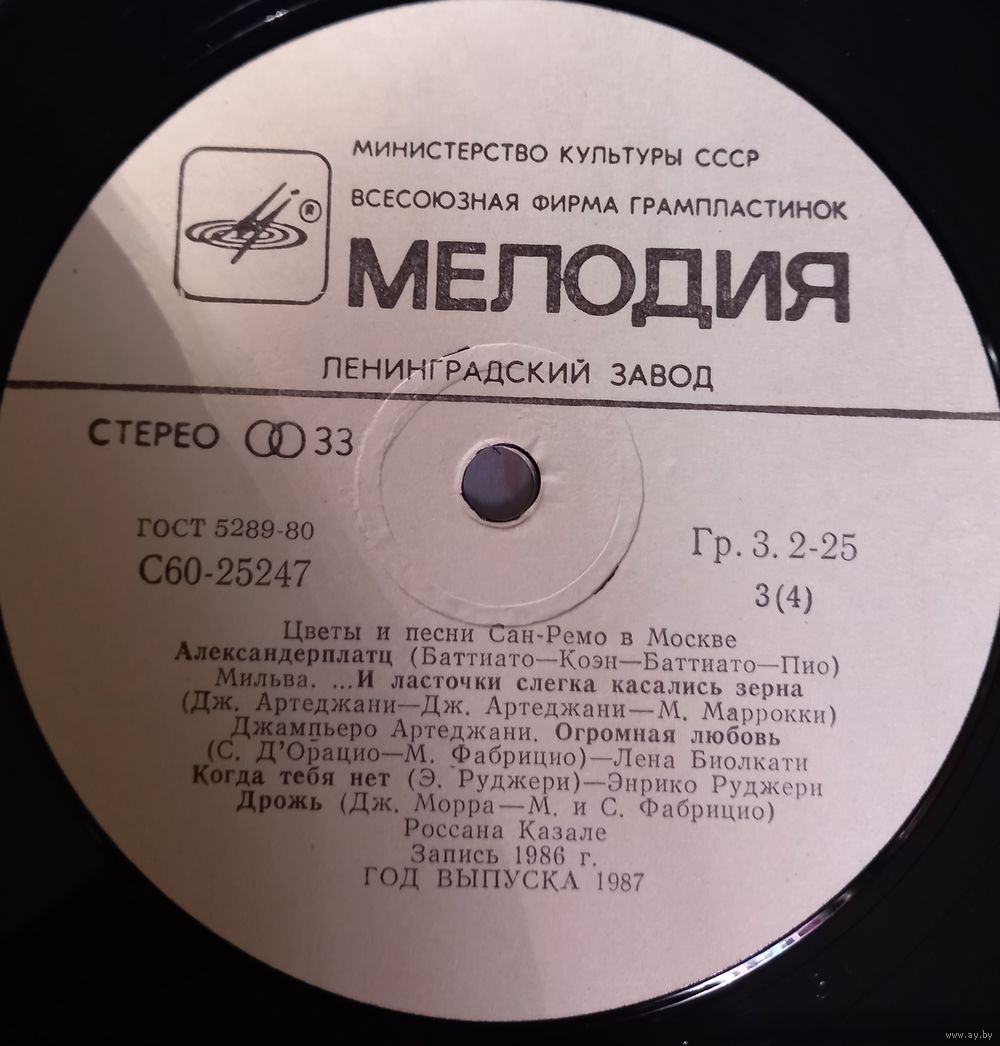 МИНИСТЕРСТВО КУЛЬТУРЫ СССР
ВСЕСОЮЗНАЯ ФИРМА ГРАМПЛАСТИНОК
®
МЕЛОДИЯ
ЛЕНИНГРАДСКИЙ ЗАВОД
СТЕРЕО 33
ГОСТ 5289-80
С60-25247
Гр. 3. 2-25
3(4)
Цветы и песни Сан-Ремо в Москве
Александерплатц (Баттиато—Коэн—Баттиато—Пио)
Мильва. ...И ласточки слегка касались зерна
(Дж. Артеджани—Дж. Артеджани—М. Маррокки)
Джампьеро Артеджани. Огромная любовь
(С. Д'Орацио—М. Фабрицио)—Лена Биолкати
Когда тебя нет (Э. Руджери)—Энрико Руджери
Дрожь (Дж. Морра—М. и С. Фабрицио)
Россана Казале
Запись 1986 г.
ГОД ВЫПУСКА 1987
www.ay.by